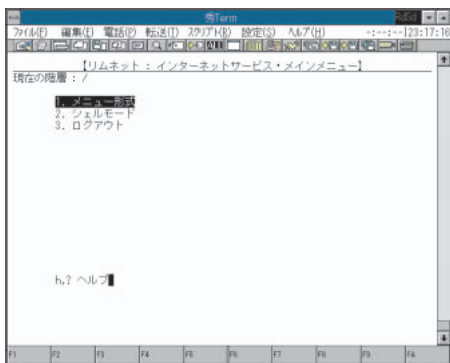 秀Term
ファイル(F) 編集(E) 電話(P) 転送(T) スクリプト(R) 設定(S) ヘルプ(H) -:--:-- 23:17:16
【リムネット : インターネットサービス・メインメニュー】
現在の階層 : /
1. メニュー形式
2. シェルモード
3. ログアウト
h,? ヘルプ
F1 F2 F3 F4 F5 F6 F7 F8 F9 FA